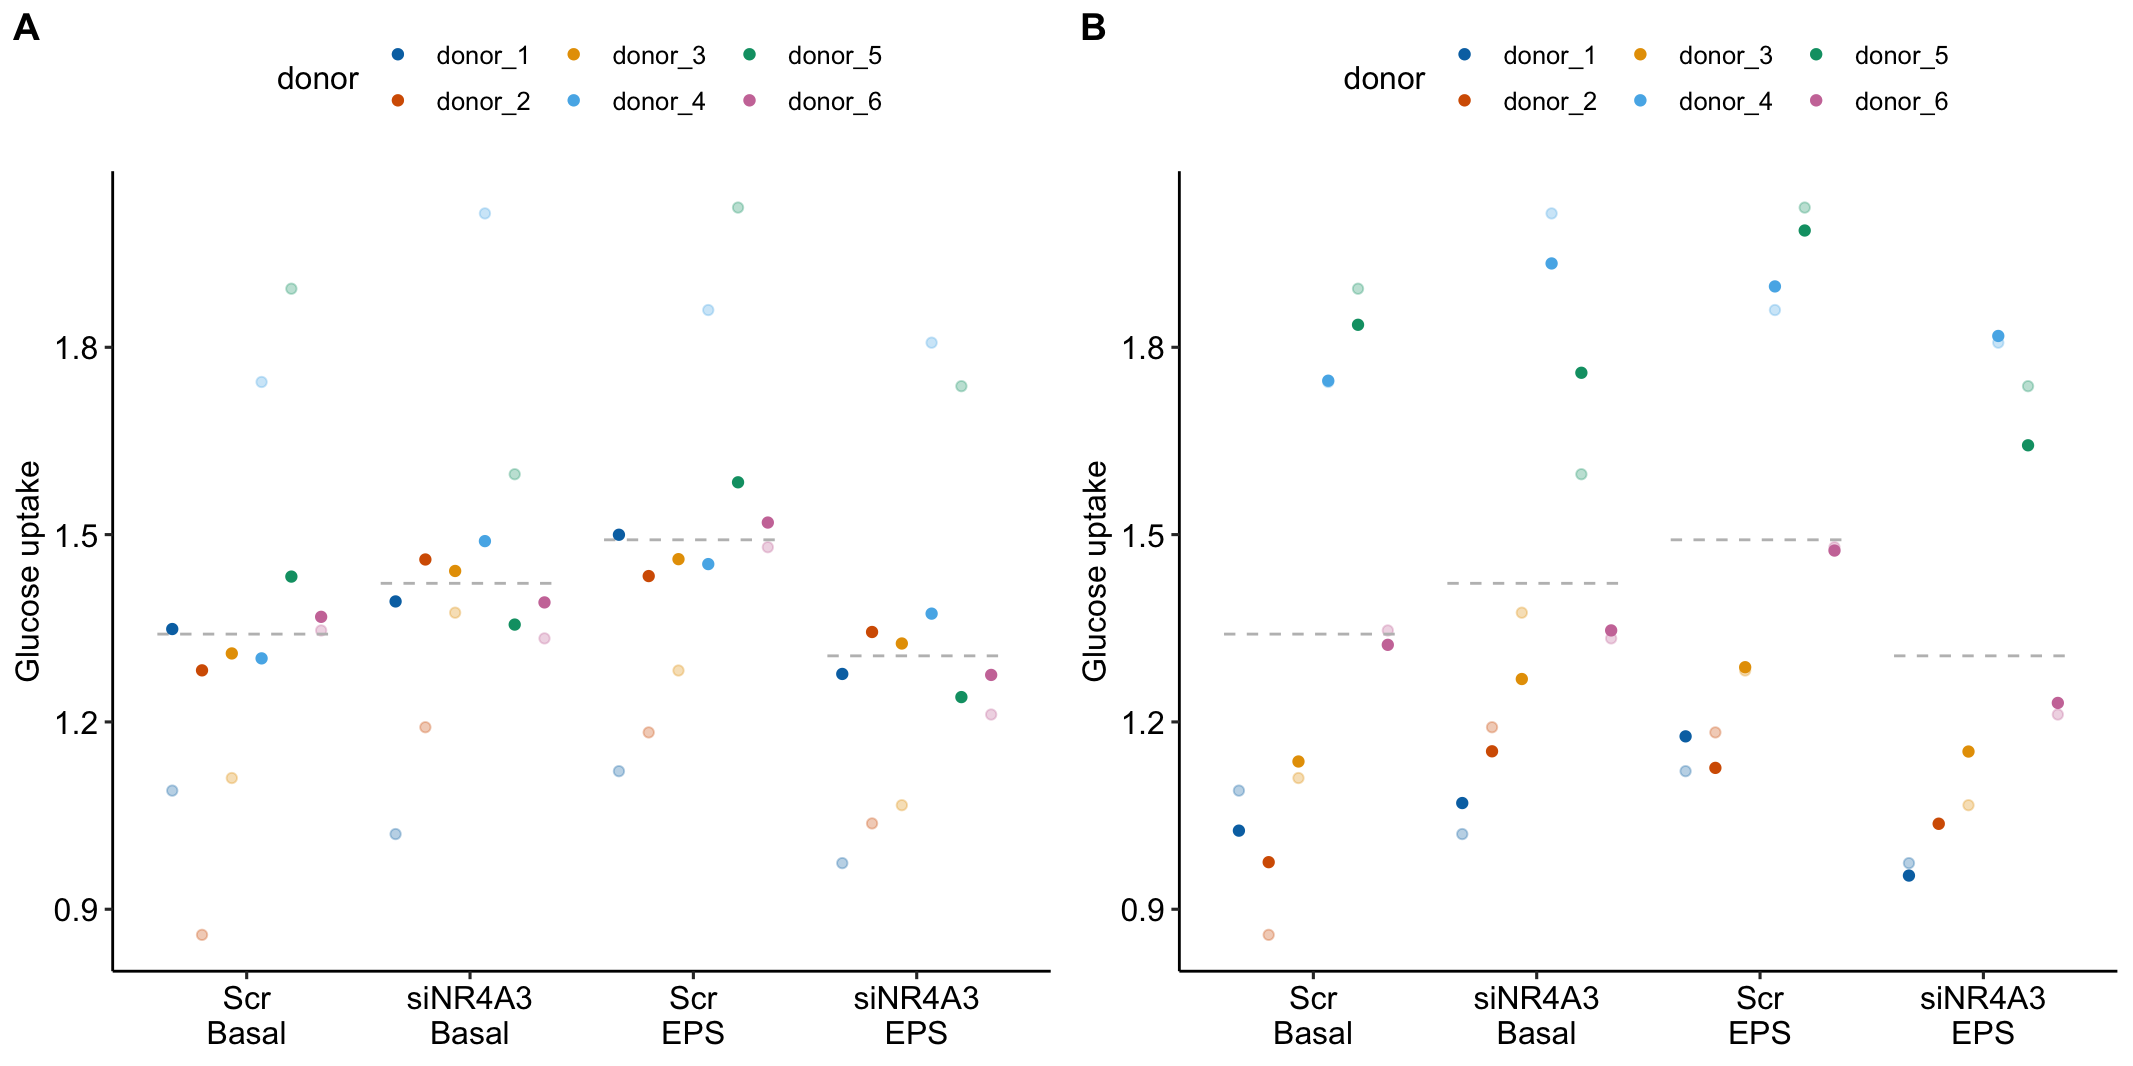 A
donor
donor_1
donor_3
donor_5
donor_2
donor_4
donor_6
Glucose uptake
1.8
1.5
1.2
0.9
Scr
Basal
siNR4A3
Basal
Scr
EPS
siNR4A3
EPS
B
donor
donor_1
donor_3
donor_5
donor_2
donor_4
donor_6
Glucose uptake
1.8
1.5
1.2
0.9
Scr
Basal
siNR4A3
Basal
Scr
EPS
siNR4A3
EPS